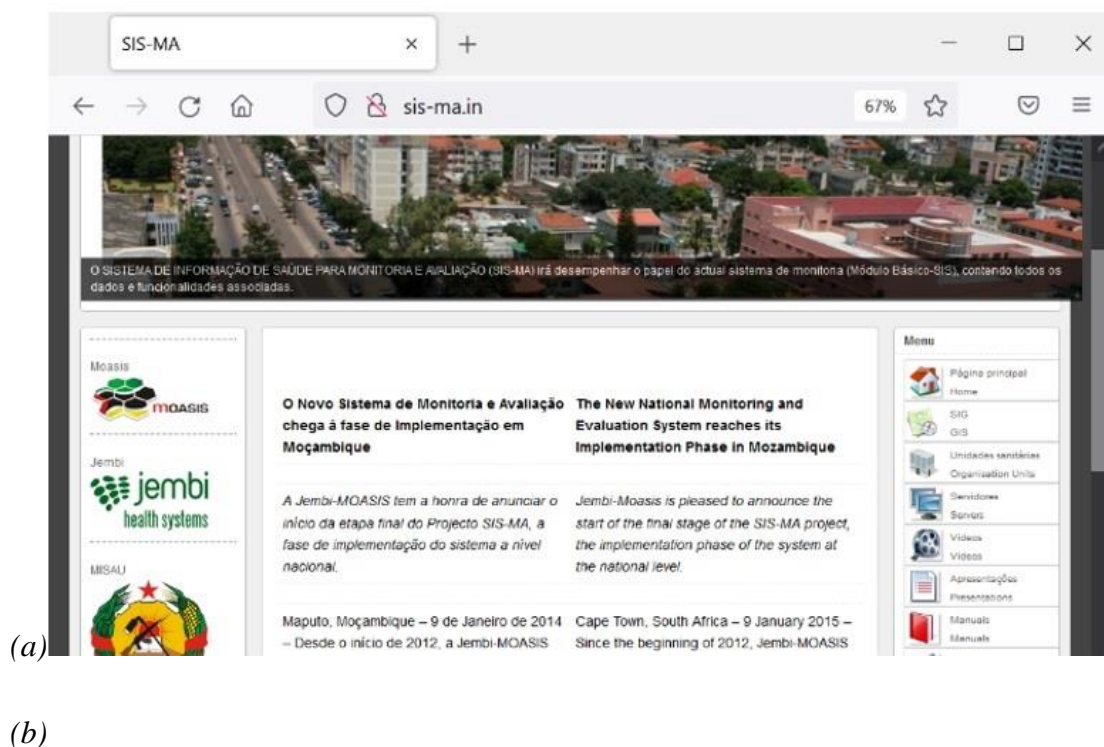 SIS-MA
sis-ma.in
67%
O SISTEMA DE INFORMAÇÃO DE SAÚDE PARA MONITORIA E AVALIAÇÃO (SIS-MA) irá desempenhar o papel do actual sistema de monitoria (Módulo Básico-SIS), contendo todos os
dados e funcionalidades associadas.
Moasis
MOASIS
Jembi
jembi
health systems
MISAU
O Novo Sistema de Monitoria e Avaliação
chega à fase de Implementação em
Moçambique
A Jembi-MOASIS tem a honra de anunciar o
início da etapa final do Projecto SIS-MA, a
fase de implementação do sistema a nível
nacional.
Maputo, Moçambique – 9 de Janeiro de 2014
– Desde o início de 2012, a Jembi-MOASIS
The New National Monitoring and
Evaluation System reaches its
Implementation Phase in Mozambique
Jembi-Moasis is pleased to announce the
start of the final stage of the SIS-MA project,
the implementation phase of the system at
the national level.
Cape Town, South Africa – 9 January 2015 –
Since the beginning of 2012, Jembi-MOASIS
Menu
Página principal
Home
SIG
GIS
Unidades sanitárias
Organisation Units
Servidores
Servers
Vídeos
Videos
Apresentações
Presentations
Manuais
Manuals
(a)
(b)